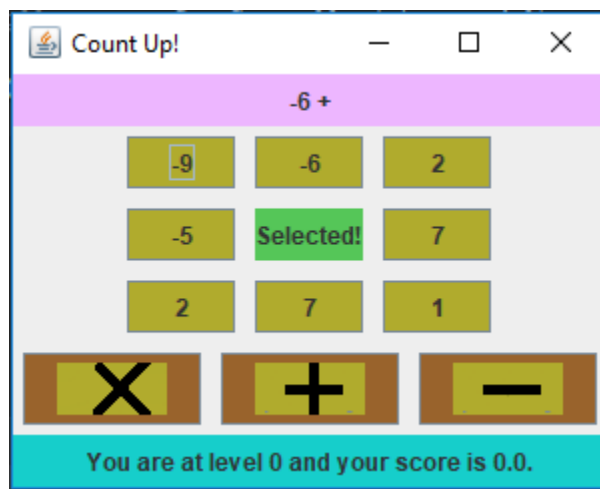 Count Up!
-6 +
-9 -6 2
-5 Selected! 7
2 7 1
× + −
You are at level 0 and your score is 0.0.